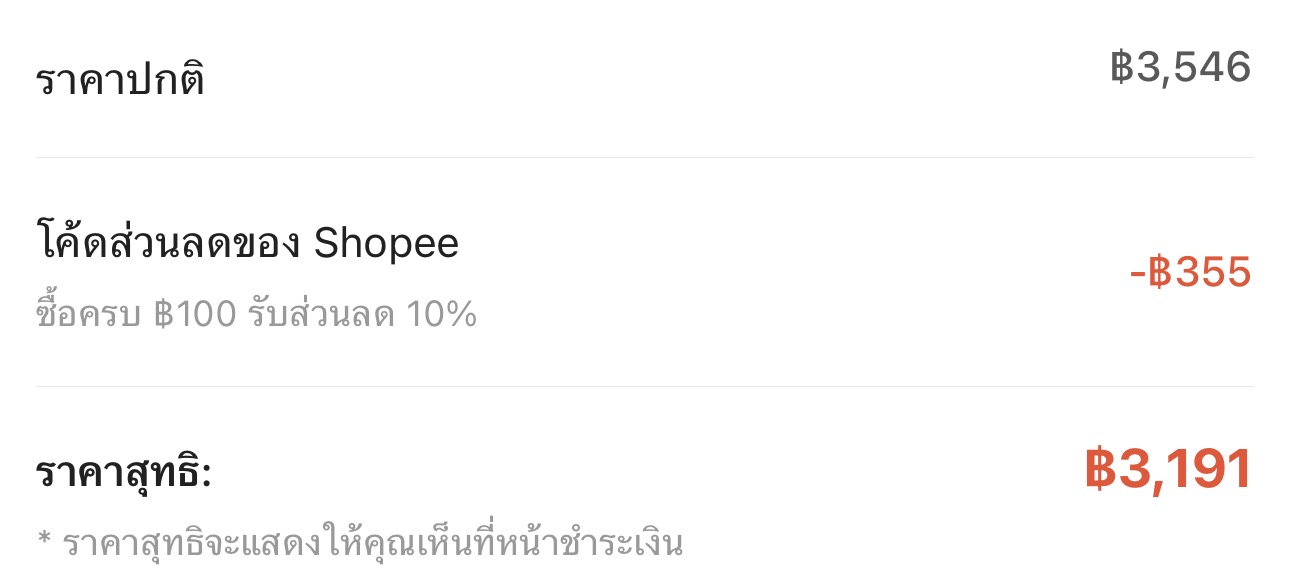 ราคาปกติ ฿3,546
โค้ดส่วนลดของ Shopee
ซื้อครบ ฿100 รับส่วนลด 10%
-฿355
ราคาสุทธิ: ฿3,191
* ราคาสุทธิจะแสดงให้คุณเห็นที่หน้าชำระเงิน